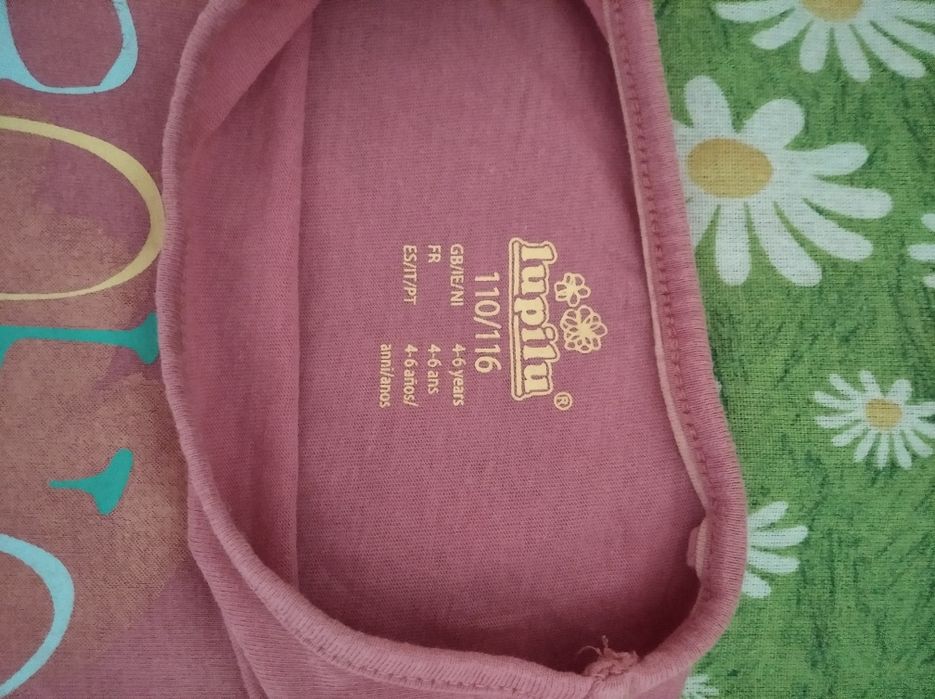 lupilu®
110/116
GB/IE/NI 4-6 years
FR 4-6 ans
ES/IT/PT 4-6 años/
anni/anos